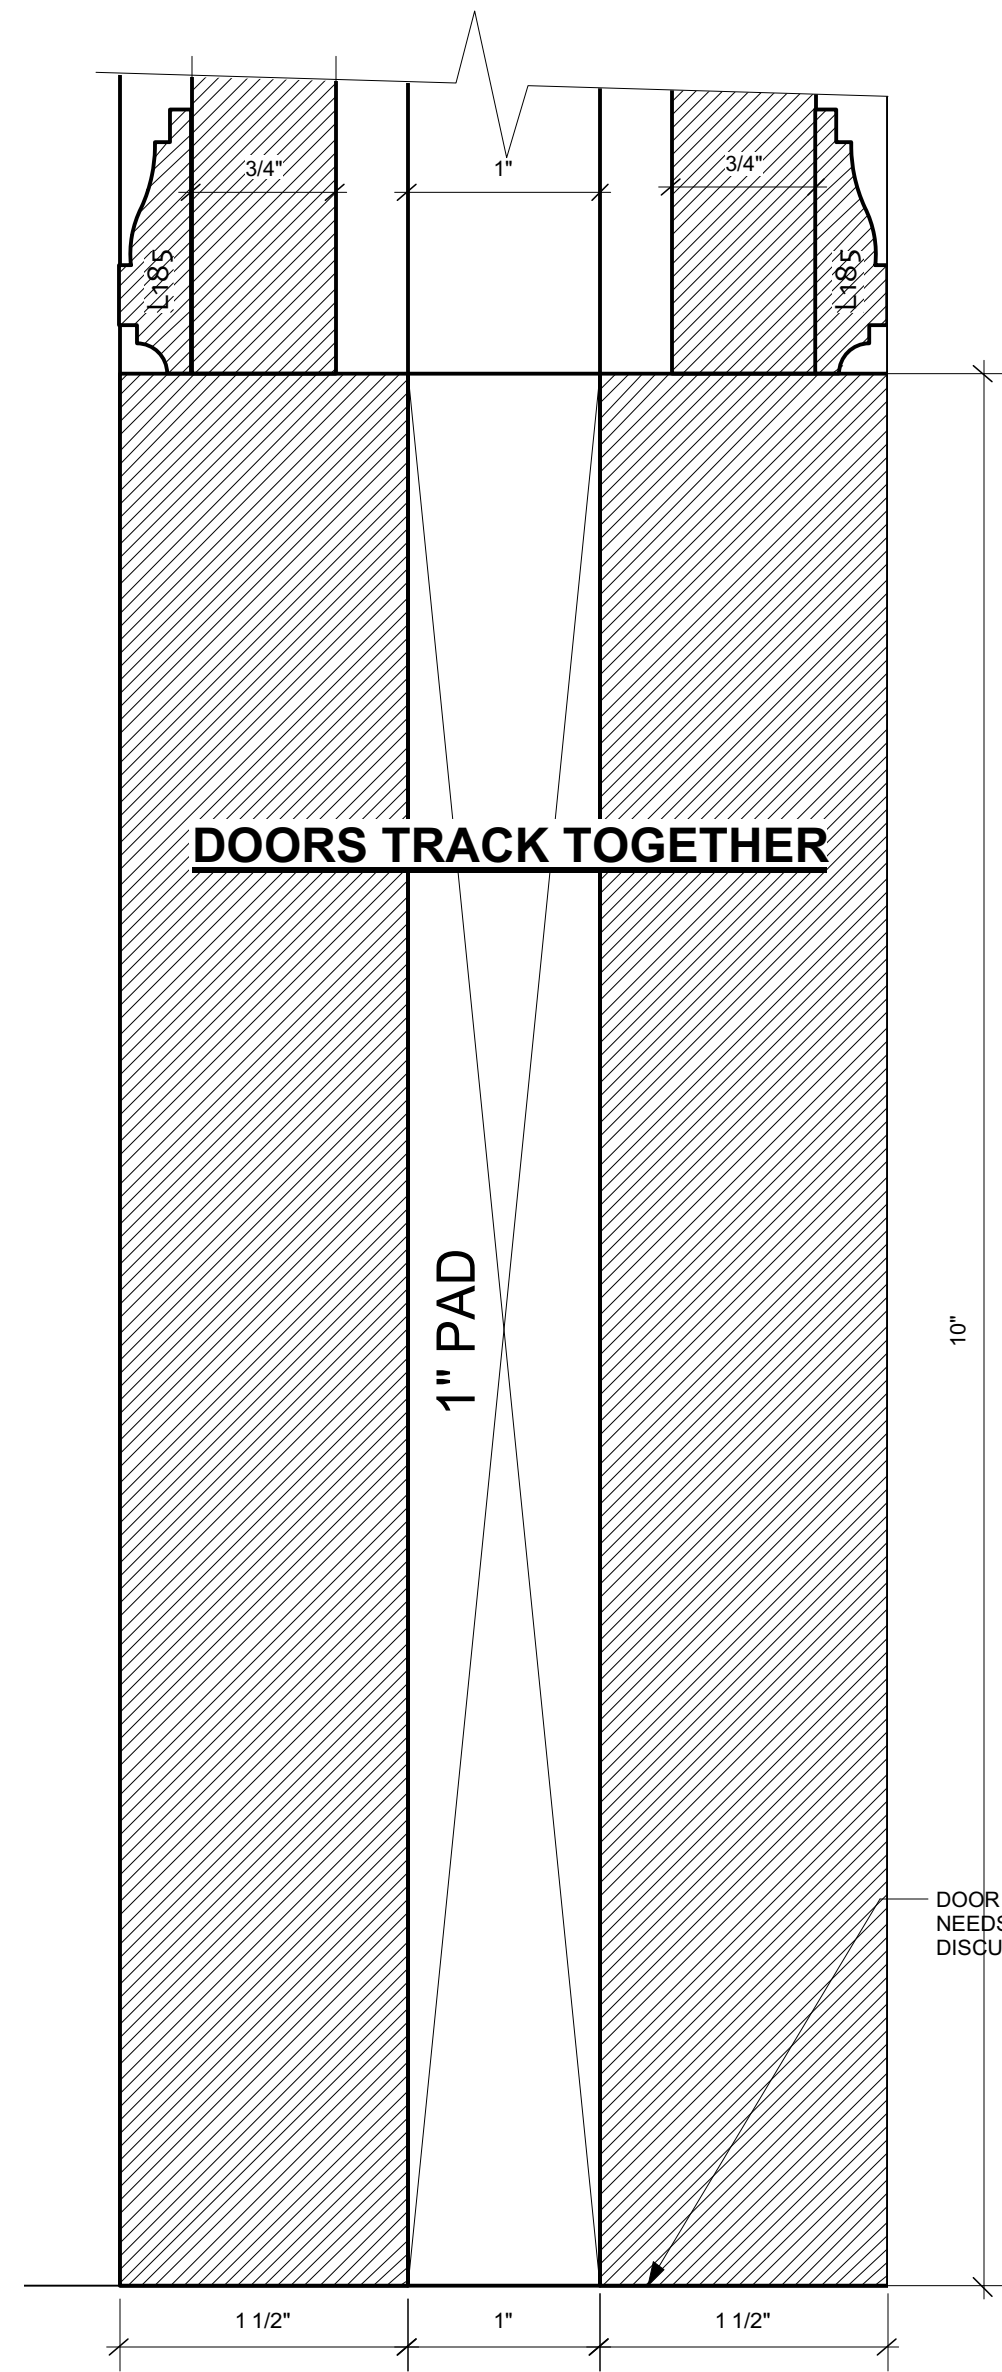 3/4"
1"
3/4"
L185
L185
DOORS TRACK TOGETHER
1" PAD
10"
DOOR
1 1/2"
1"
1 1/2"